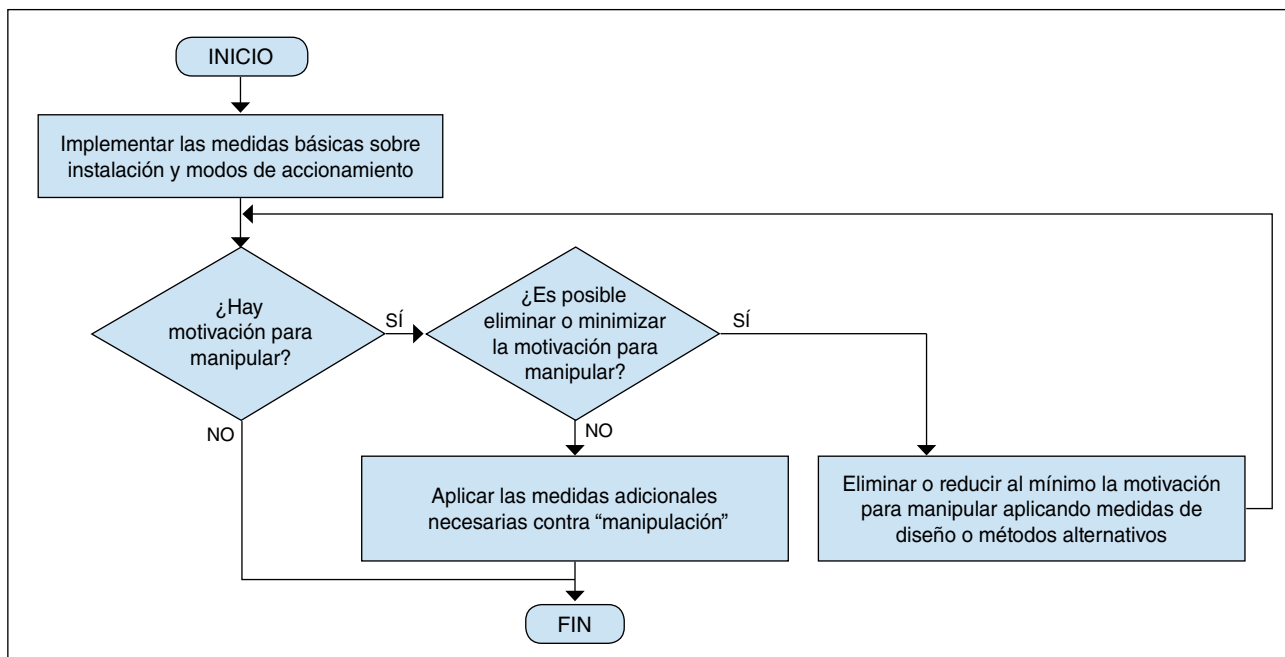 INICIO
Implementar las medidas básicas sobre
instalación y modos de accionamiento
¿Hay
motivación para
manipular?
SÍ
¿Es posible
eliminar o minimizar
la motivación para
manipular?
SÍ
NO
NO
Aplicar las medidas adicionales
necesarias contra “manipulación”
Eliminar o reducir al mínimo la motivación
para manipular aplicando medidas de
diseño o métodos alternativos
FIN